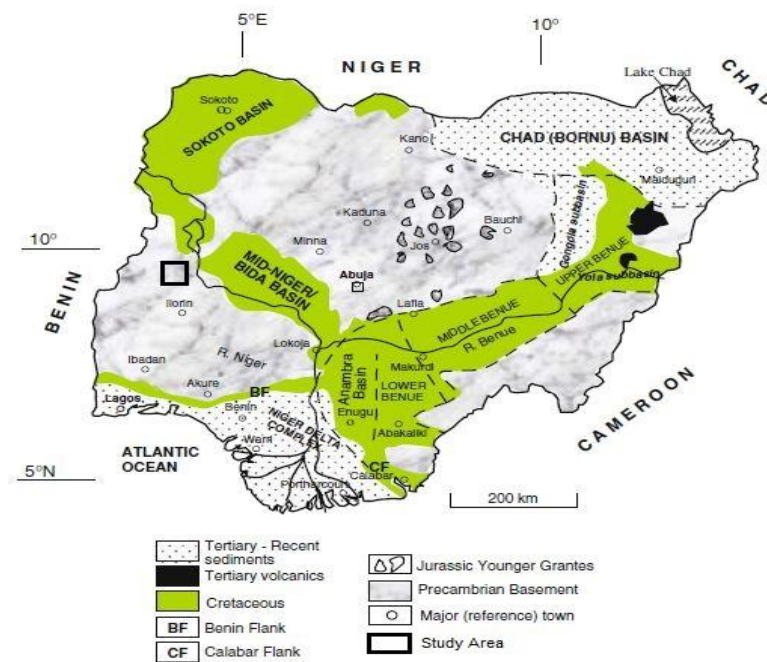 5°E
10°
NIGER
CHAD
Lake Chad
Sokoto
SOKOTO BASIN
Kano
CHAD (BORNU) BASIN
Maiduguri
Kaduna
Bauchi
Gongola subbasin
10°
Minna
Jos
MID-NIGER/
BIDA BASIN
Abuja
UPPER BENUE
Yola subbasin
BENIN
Ilorin
Lafia
MIDDLE BENUE
R. Benue
Lokoja
Ibadan
R. Niger
Makurdi
Akure
BF
Anambra
Basin
LOWER
BENUE
Lagos
Benin
Enugu
Abakaliki
NIGER DELTA
COMPLEX
Warri
CAMEROON
ATLANTIC
OCEAN
CF
Calabar
5°N
Portharcourt
200 km
Tertiary - Recent
sediments
Tertiary volcanics
Cretaceous
BF Benin Flank
CF Calabar Flank
Jurassic Younger Grantes
Precambrian Basement
Major (reference) town
Study Area